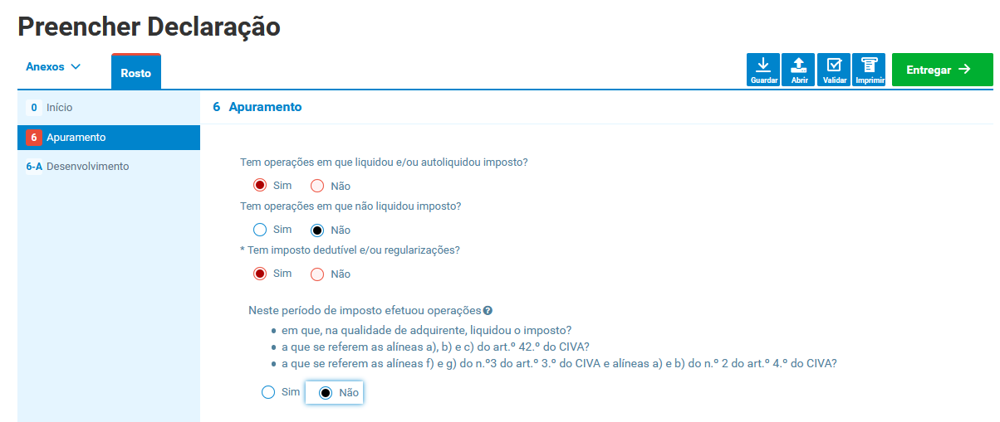 Preencher Declaração
Anexos
Rosto
Guardar
Abrir
Validar
Imprimir
Entregar
0 Início
6 Apuramento
6-A Desenvolvimento
6 Apuramento
Tem operações em que liquidou e/ou autoliquidou imposto?
Sim Não
Tem operações em que não liquidou imposto?
Sim Não
* Tem imposto dedutível e/ou regularizações?
Sim Não
Neste período de imposto efetuou operações
em que, na qualidade de adquirente, liquidou o imposto?
a que se referem as alíneas a), b) e c) do art.º 42.º do CIVA?
a que se referem as alíneas f) e g) do n.º3 do art.º 3.º do CIVA e alíneas a) e b) do n.º 2 do art.º 4.º do CIVA?
Sim Não